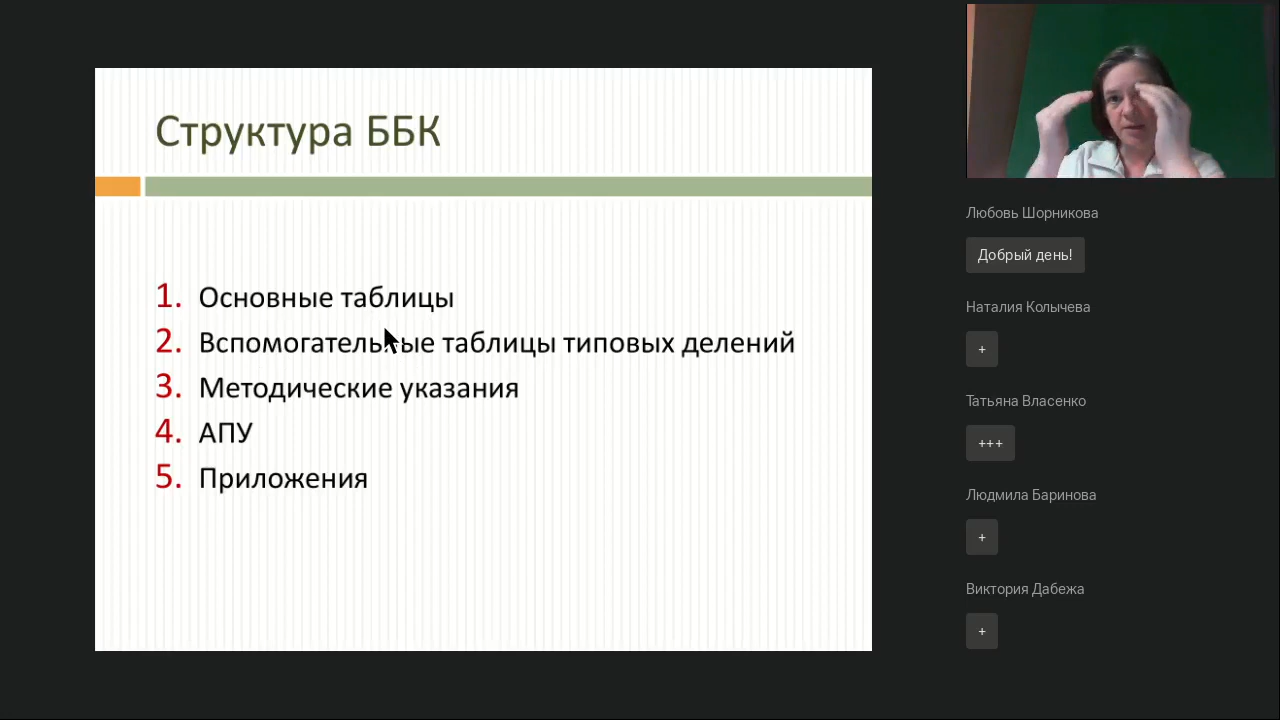 Структура ББК
1. Основные таблицы
2. Вспомогательные таблицы типовых делений
3. Методические указания
4. АПУ
5. Приложения
Любовь Шорникова
Добрый день!
Наталия Колычева
+
Татьяна Власенко
+++
Людмила Баринова
+
Виктория Дабежа
+